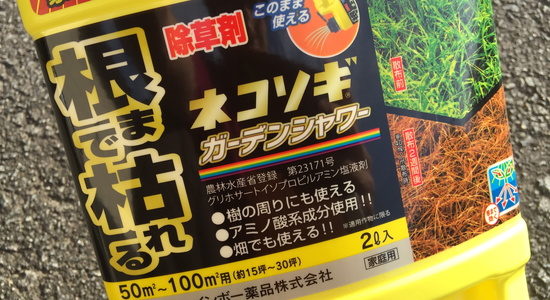 このまま
使える
除草剤
根まで枯れる
ネコソギ®
ガーデンシャワー
農林水産省登録 第23171号
グリホサートイソプロピルアミン塩液剤
●樹の周りにも使える
●アミノ酸系成分使用!!
●畑でも使える!! ※適用作物に限る
2ℓ入
家庭用
50m²～100m²用(約15坪～30坪)
ンボー薬品株式会社
散布前
散布3週間後